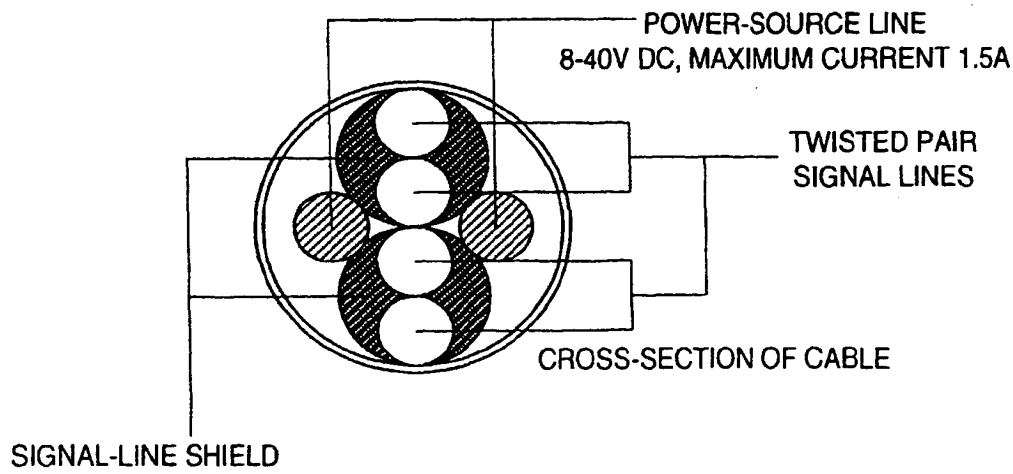 POWER-SOURCE LINE
8-40V DC, MAXIMUM CURRENT 1.5A
TWISTED PAIR
SIGNAL LINES
CROSS-SECTION OF CABLE
SIGNAL-LINE SHIELD